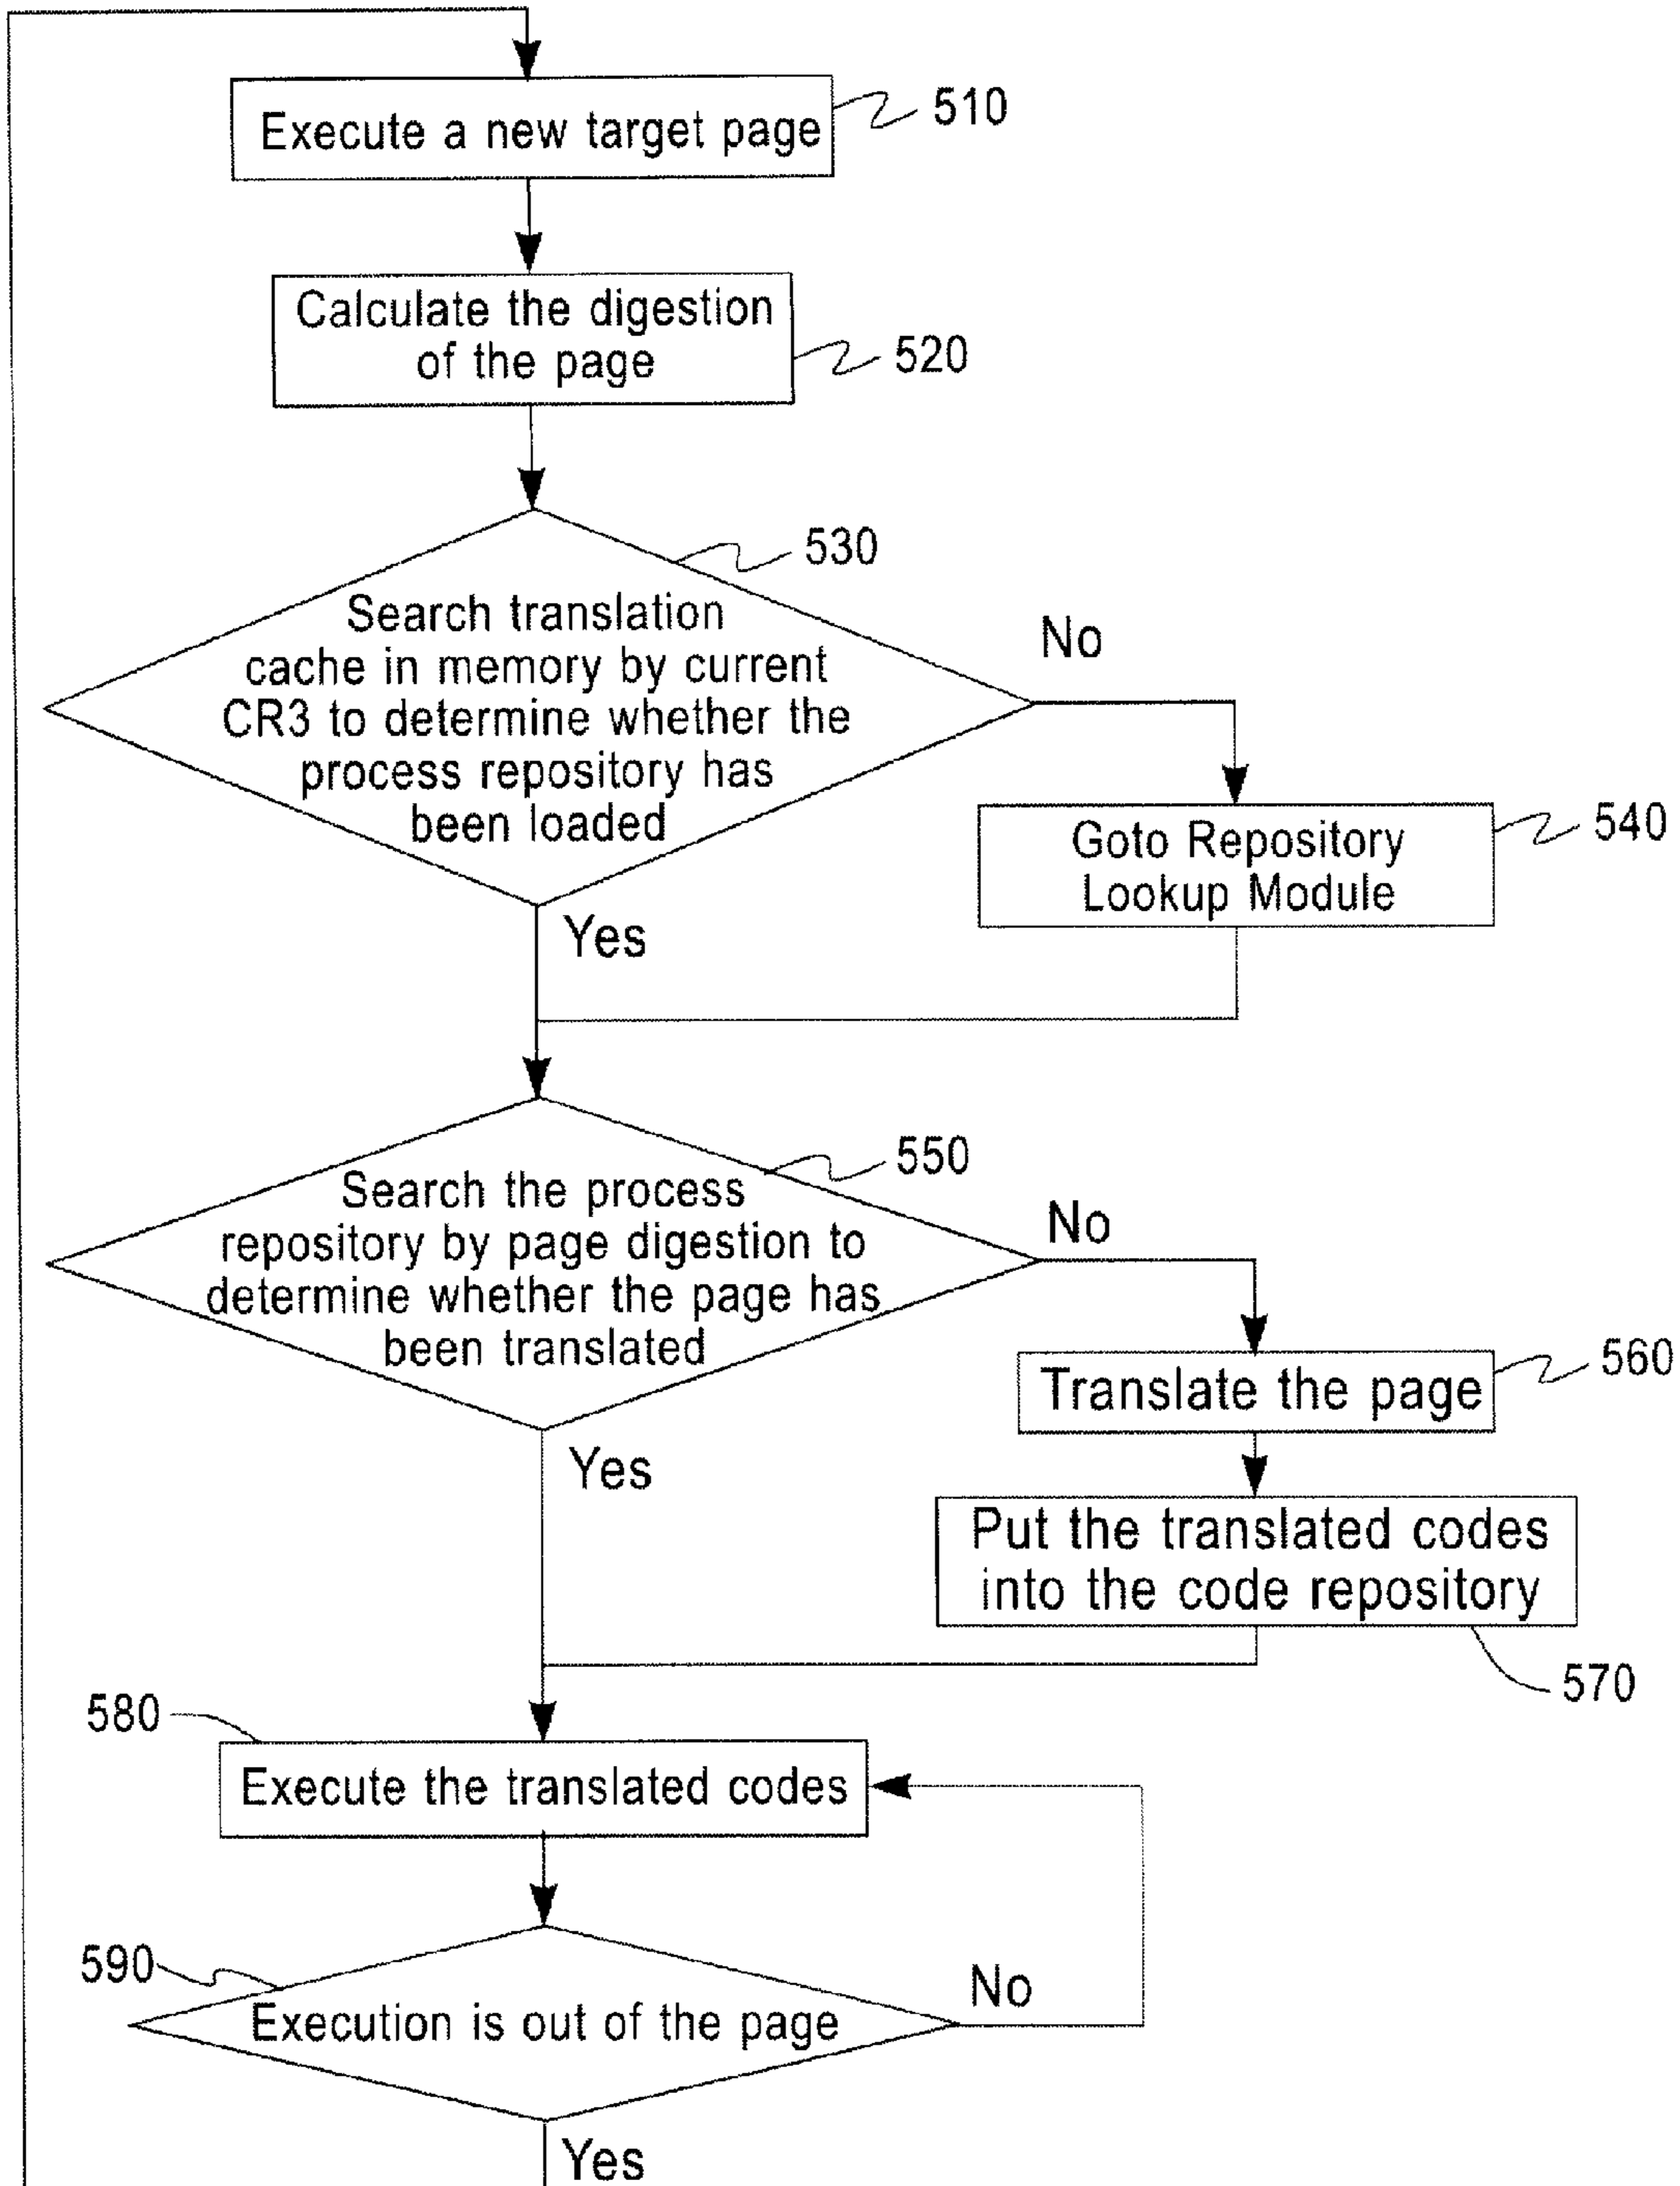 Execute a new target page
510
Calculate the digestion
of the page
520
530
Search translation
cache in memory by current
CR3 to determine whether the
process repository has
been loaded
No
Yes
Goto Repository
Lookup Module
540
550
Search the process
repository by page digestion to
determine whether the page has
been translated
No
Yes
Translate the page
560
Put the translated codes
into the code repository
570
580
Execute the translated codes
590
Execution is out of the page
No
Yes